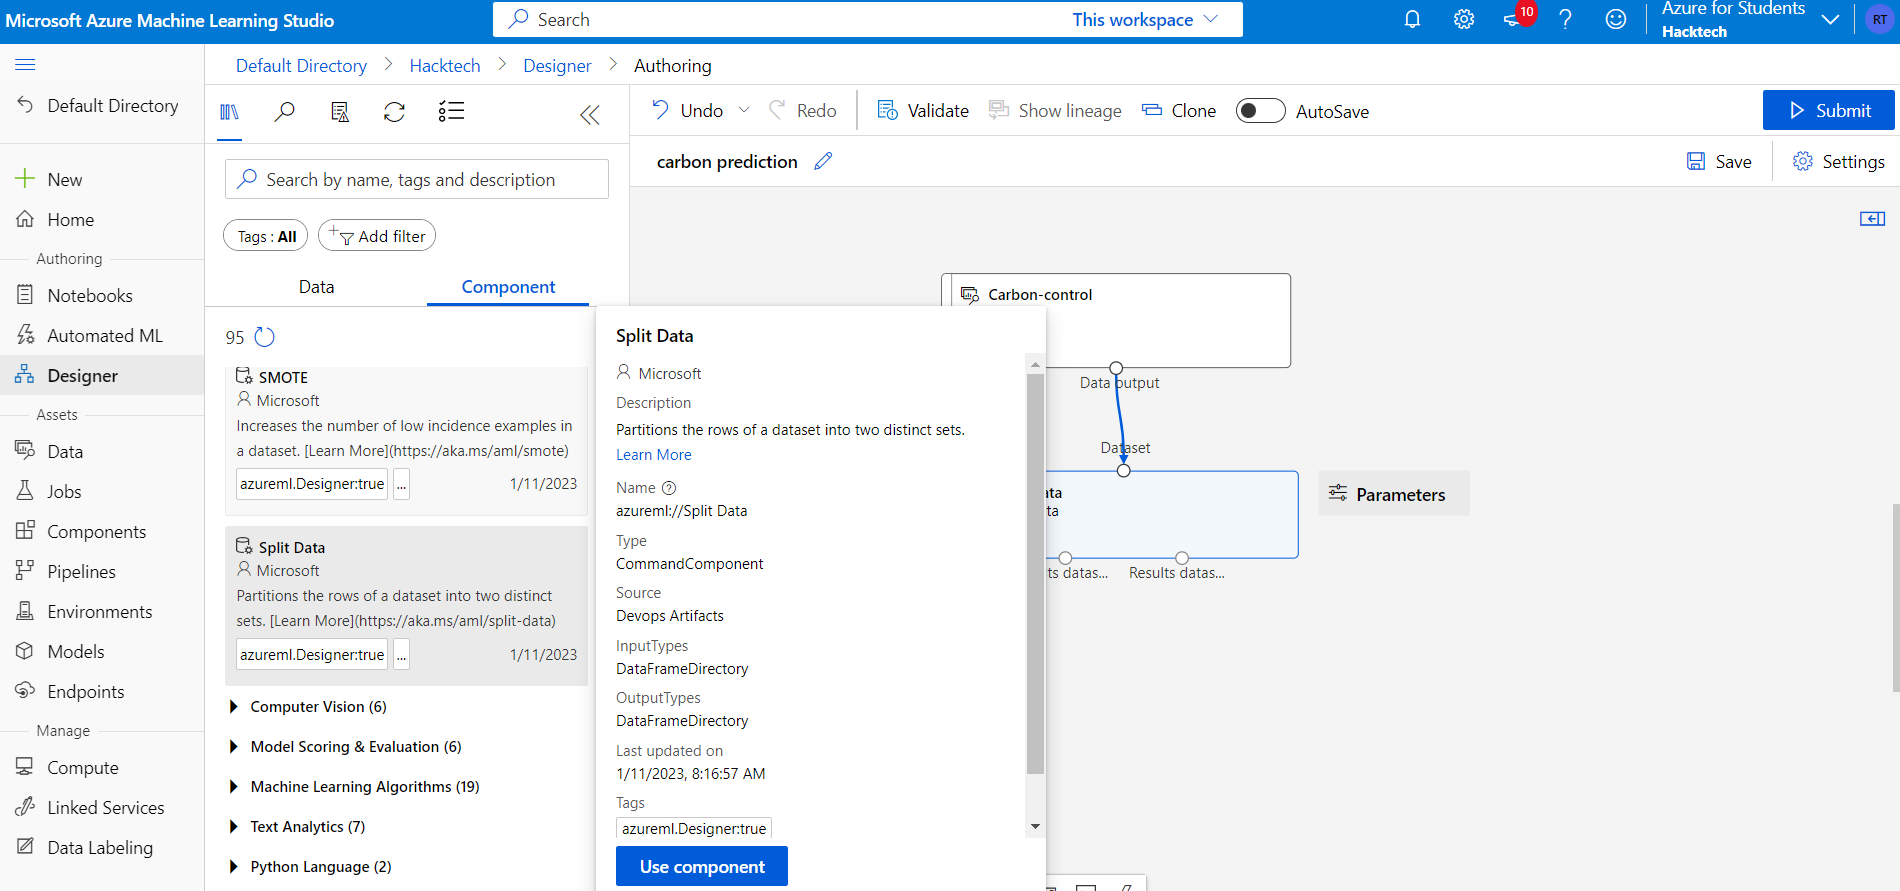 Microsoft Azure Machine Learning Studio
Search
This workspace
10
Azure for Students
Hacktech
RT
Default Directory
Default Directory > Hacktech > Designer > Authoring
New
Home
Authoring
Notebooks
Automated ML
Designer
Assets
Data
Jobs
Components
Pipelines
Environments
Models
Endpoints
Manage
Compute
Linked Services
Data Labeling
Undo
Redo
Validate
Show lineage
Clone
AutoSave
Submit
carbon prediction
Save
Settings
Search by name, tags and description
Tags : All
Add filter
Data
Component
95
SMOTE
Microsoft
Increases the number of low incidence examples in
a dataset. [Learn More](https://aka.ms/aml/smote)
azureml.Designer:true
...
1/11/2023
Split Data
Microsoft
Partitions the rows of a dataset into two distinct
sets. [Learn More](https://aka.ms/aml/split-data)
azureml.Designer:true
...
1/11/2023
Computer Vision (6)
Model Scoring & Evaluation (6)
Machine Learning Algorithms (19)
Text Analytics (7)
Python Language (2)
Split Data
Microsoft
Description
Partitions the rows of a dataset into two distinct sets.
Learn More
Name
azureml://Split Data
Type
CommandComponent
Source
Devops Artifacts
InputTypes
DataFrameDirectory
OutputTypes
DataFrameDirectory
Last updated on
1/11/2023, 8:16:57 AM
Tags
azureml.Designer:true
Use component
Carbon-control
Data output
Dataset
ata
ta
ts datas...
Results datas...
Parameters